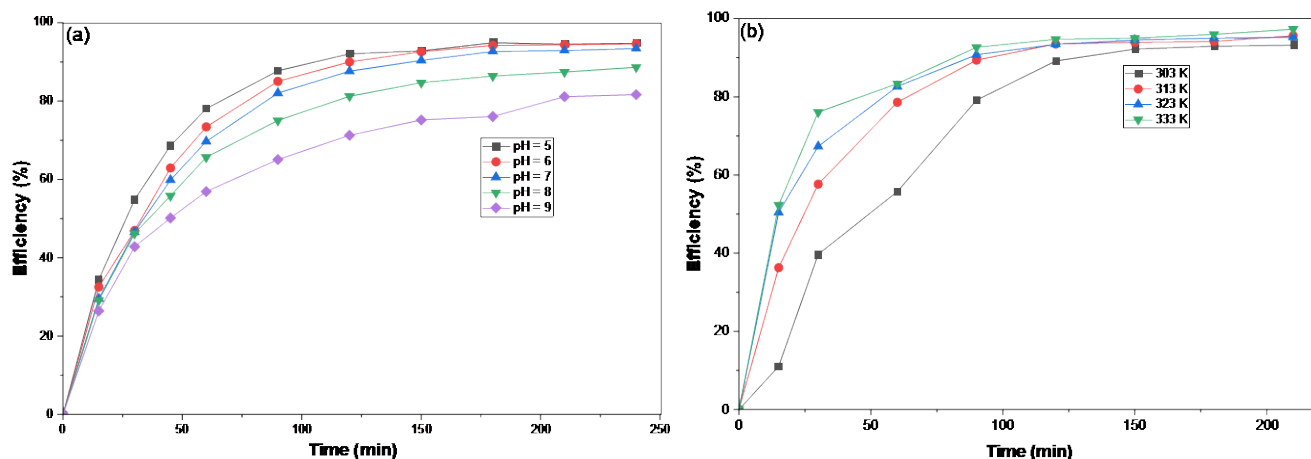 (a)
100
80
60
40
20
0
Efficiency (%)
0 50 100 150 200 250
Time (min)
pH = 5
pH = 6
pH = 7
pH = 8
pH = 9
(b)
100
80
60
40
20
0
Efficiency (%)
0 50 100 150 200
Time (min)
303 K
313 K
323 K
333 K